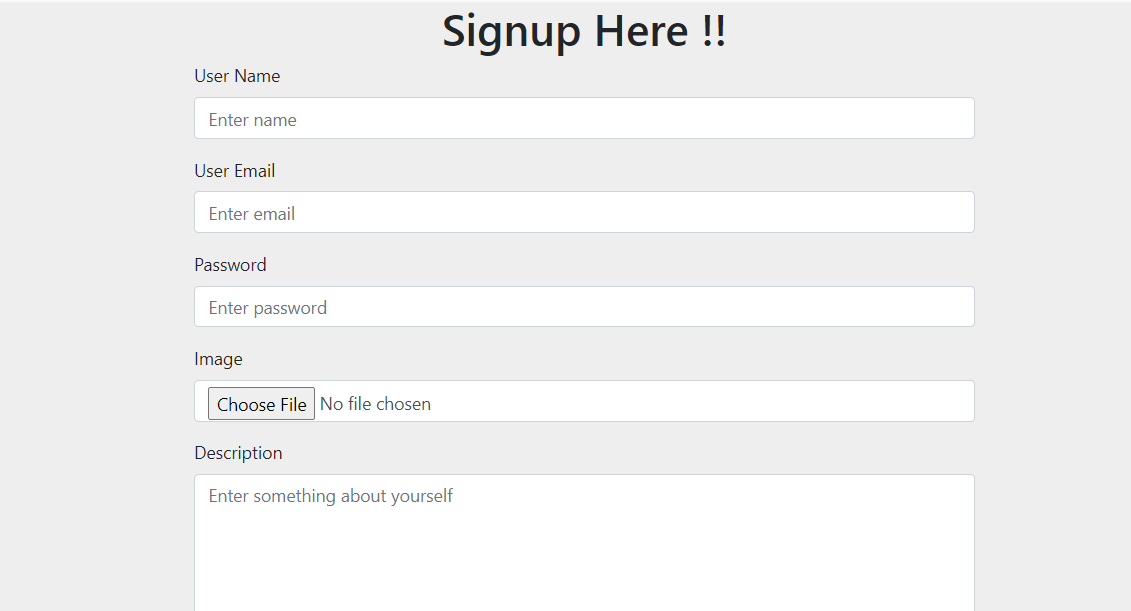 Signup Here !!
User Name
Enter name
User Email
Enter email
Password
Enter password
Image
Choose File No file chosen
Description
Enter something about yourself